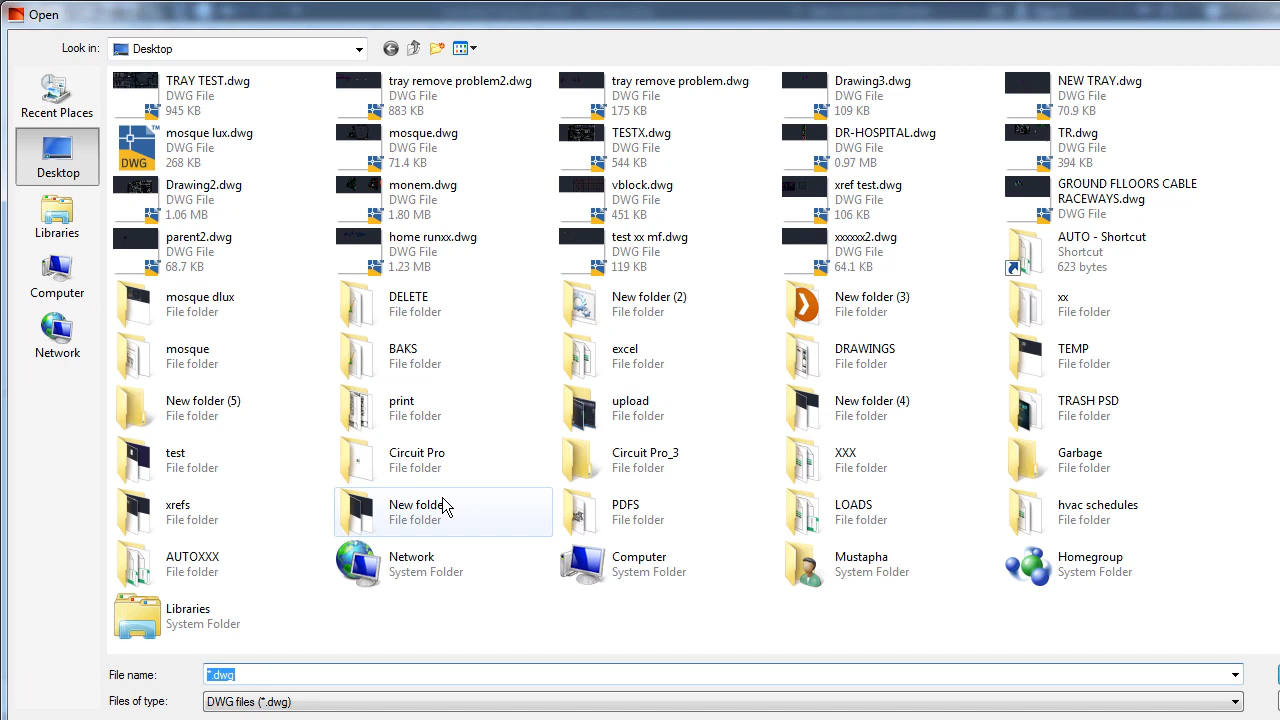 Open
Look in:
Desktop
Recent Places
Desktop
Libraries
Computer
Network
TRAY TEST.dwg
DWG File
945 KB
tray remove problem2.dwg
DWG File
883 KB
tray remove problem.dwg
DWG File
175 KB
Drawing3.dwg
DWG File
109 KB
NEW TRAY.dwg
DWG File
70.9 KB
DWG
mosque lux.dwg
DWG File
268 KB
mosque.dwg
DWG File
71.4 KB
TESTX.dwg
DWG File
544 KB
DWG File
0.97 MB
TR.dwg
DWG File
394 KB
Drawing2.dwg
DWG File
1.06 MB
monem.dwg
DWG File
1.80 MB
vblock.dwg
DWG File
451 KB
xref test.dwg
DWG File
106 KB
GROUND FLLOORS CABLE
RACEWAYS.dwg
DWG File
parent2.dwg
DWG File
68.7 KB
home runxx.dwg
DWG File
1.23 MB
test xx mf.dwg
DWG File
119 KB
xxxxx2.dwg
DWG File
64.1 KB
AUTO - Shortcut
Shortcut
623 bytes
mosque dlux
File folder
DELETE
File folder
New folder (2)
File folder
New folder (3)
File folder
xx
File folder
mosque
File folder
BAKS
File folder
excel
File folder
DRAWINGS
File folder
TEMP
File folder
New folder (5)
File folder
print
File folder
upload
File folder
New folder (4)
File folder
TRASH PSD
File folder
test
File folder
Circuit Pro
File folder
Circuit Pro_3
File folder
XXX
File folder
Garbage
File folder
xrefs
File folder
New folder
File folder
PDFS
File folder
LOADS
File folder
hvac schedules
File folder
AUTOXXX
File folder
Network
System Folder
Computer
System Folder
Mustapha
System Folder
Homegroup
System Folder
Libraries
System Folder
File name:
*.dwg
Files of type:
DWG files (*.dwg)